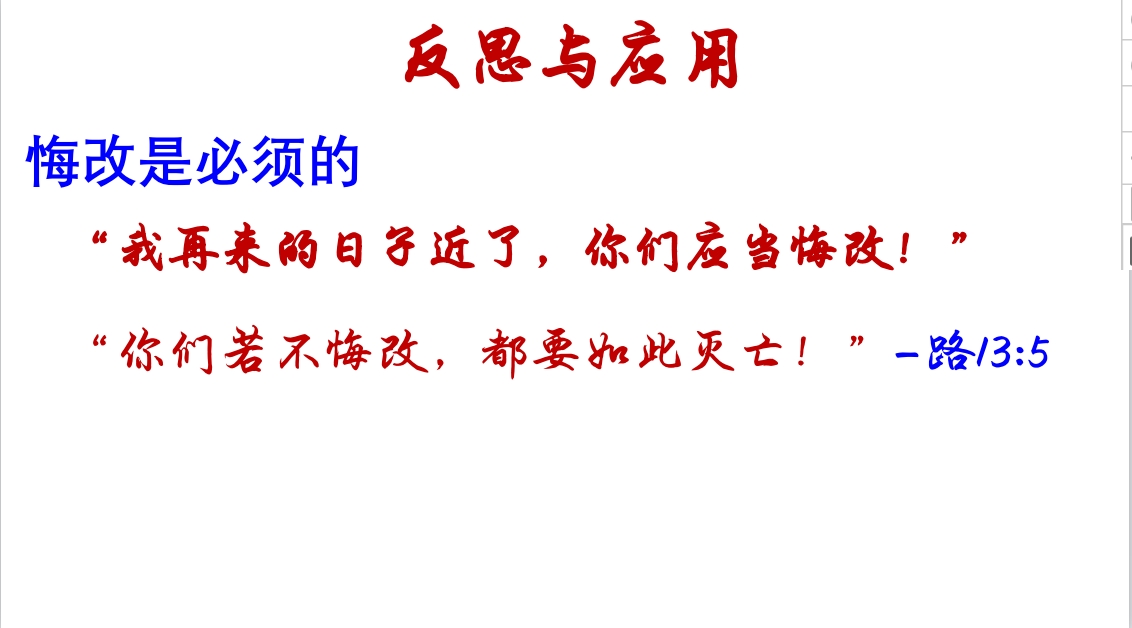 反思与应用
悔改是必须的
“我再来的日子近了，你们应当悔改！”
“你们若不悔改，都要如此灭亡！”–路13:5